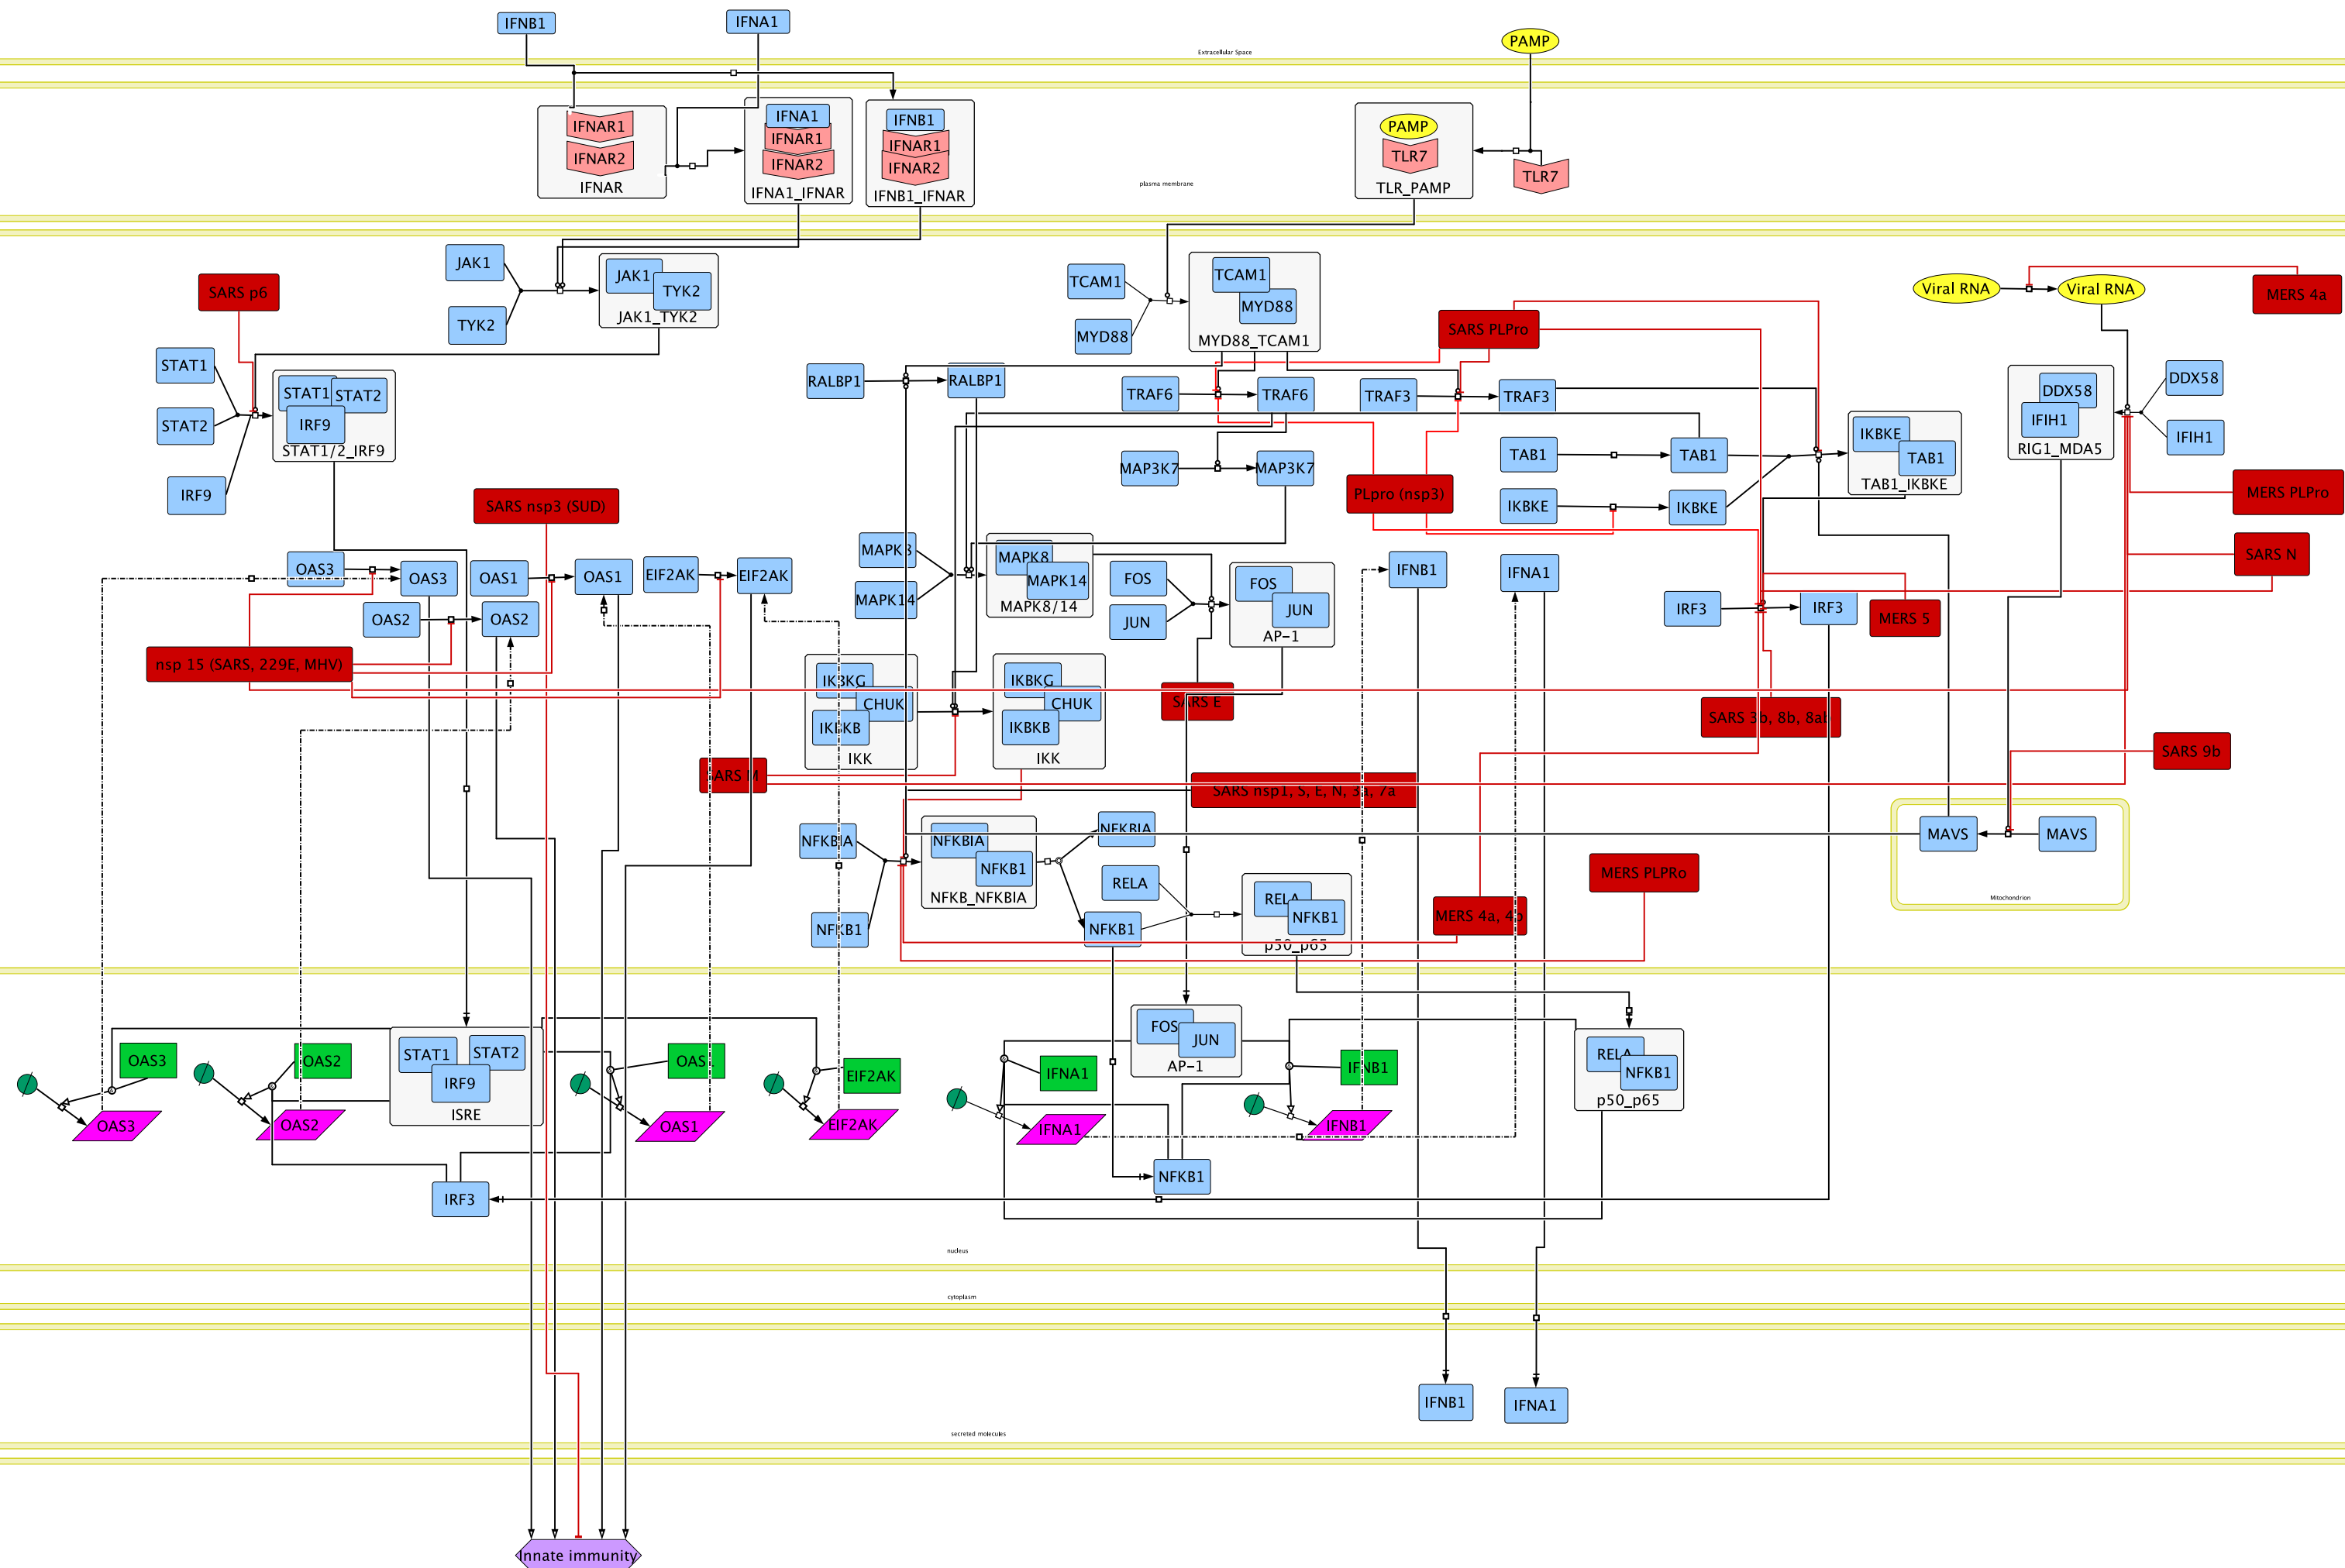 IFNB1
IFNA1
PAMP
Extracellular Space
IFNAR1
IFNAR2
IFNAR
IFNA1
IFNAR1
IFNAR2
IFNA1_IFNAR
IFNB1
IFNAR1
IFNAR2
IFNB1_IFNAR
PAMP
TLR7
TLR_PAMP
TLR7
plasma membrane
JAK1
TYK2
JAK1
TYK2
JAK1_TYK2
SARS p6
TCAM1
MYD88
TCAM1
MYD88
MYD88_TCAM1
SARS PLPro
Viral RNA
Viral RNA
MERS 4a
STAT1
STAT2
IRF9
STAT1
STAT2
IRF9
STAT1/2_IRF9
RALBP1
RALBP1
TRAF6
TRAF6
TRAF3
TRAF3
DDX58
IFIH1
RIG1_MDA5
DDX58
IFIH1
MAP3K7
MAP3K7
TAB1
TAB1
IKBKE
IKBKE
IKBKE
TAB1
TAB1_IKBKE
SARS nsp3 (SUD)
PLpro (nsp3)
MERS PLPro
SARS N
OAS3
OAS3
OAS1
OAS1
EIF2AK
EIF2AK
OAS2
OAS2
MAPK8
MAPK14
MAPK8
MAPK14
MAPK8/14
FOS
JUN
FOS
JUN
AP-1
IFNB1
IFNA1
IRF3
IRF3
MERS 5
nsp 15 (SARS, 229E, MHV)
IKBKG
CHUK
IKBKB
IKK
IKBKG
CHUK
IKBKB
IKK
SARS E
SARS 3b, 8b, 8ab
SARS 9b
SARS M
SARS nsp1, S, E, N, 3a, 7a
NFKBIA
NFKB1
NFKBIA
NFKB1
NFKB_NFKBIA
NFKBIA
RELA
NFKB1
RELA
NFKB1
p50_p65
MERS 4a, 4b
MERS PLPRo
MAVS
MAVS
Mitochondrion
OAS3
OAS3
OAS2
OAS2
STAT1
STAT2
IRF9
ISRE
OAS1
OAS1
EIF2AK
EIF2AK
IFNA1
IFNA1
FOS
JUN
AP-1
IFNB1
IFNB1
RELA
NFKB1
p50_p65
NFKB1
IRF3
nucleus
cytoplasm
IFNB1
IFNA1
secreted molecules
Innate immunity